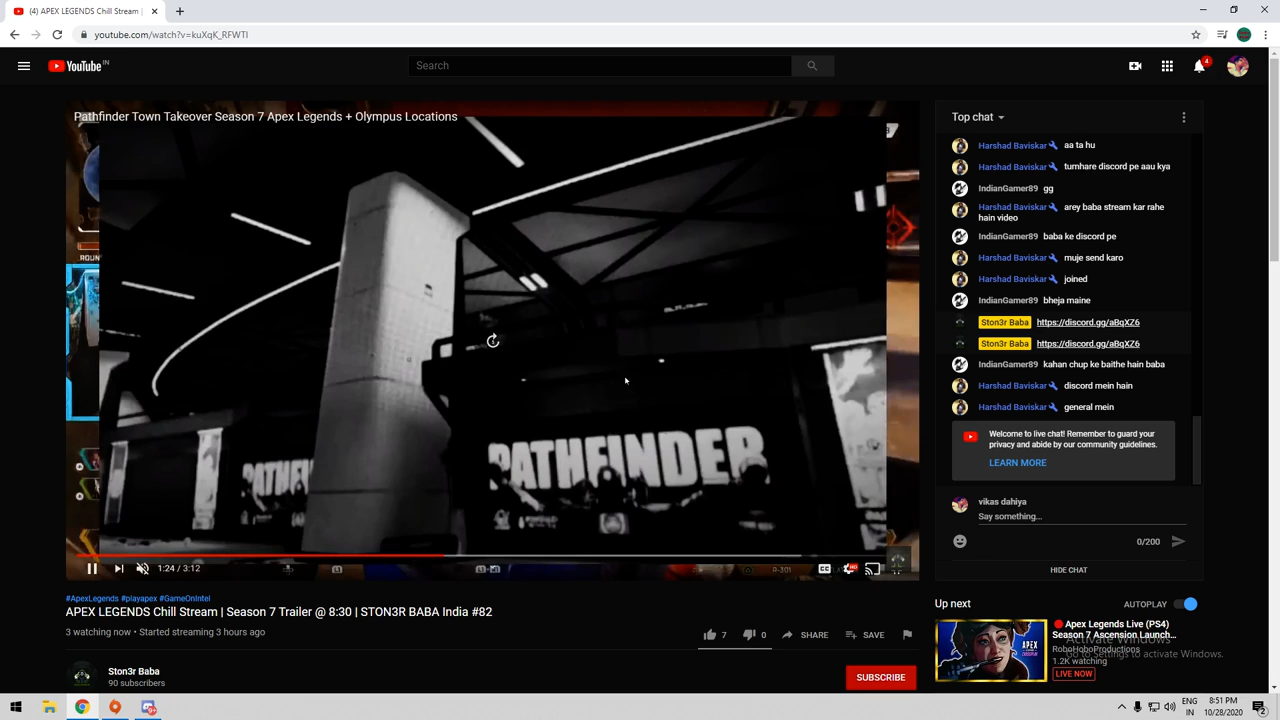 (4) APEX LEGENDS Chill Stream |
youtube.com/watch?v=kuXqK_RFWTI
YouTube IN
Search
4
Pathfinder Town Takeover Season 7 Apex Legends + Olympus Locations
ROUN
PATHFINDER
PATHFINDER
1:24 / 3:12
R-301
CC
HD
Top chat
Harshad Baviskar aa ta hu
Harshad Baviskar tumhare discord pe aau kya
IndianGamer89 gg
Harshad Baviskar arey baba stream kar rahe
hain video
IndianGamer89 baba ke discord pe
Harshad Baviskar muje send karo
Harshad Baviskar joined
IndianGamer89 bheja maine
Ston3r Baba https://discord.gg/aBqXZ6
Ston3r Baba https://discord.gg/aBqXZ6
IndianGamer89 kahan chup ke baithe hain baba
Harshad Baviskar discord mein hain
Harshad Baviskar general mein
Welcome to live chat! Remember to guard your
privacy and abide by our community guidelines.
LEARN MORE
vikas dahiya
Say something...
0/200
HIDE CHAT
#ApexLegends #playapex #GameOnIntel
APEX LEGENDS Chill Stream | Season 7 Trailer @ 8:30 | STON3R BABA India #82
3 watching now • Started streaming 3 hours ago
7
0
SHARE
SAVE
Ston3r Baba
90 subscribers
SUBSCRIBE
Up next
AUTOPLAY
Apex Legends Live (PS4)
Season 7 Ascension Launch...
RoboHoboProductions
1.2K watching
LIVE NOW
Activate Windows
Go to Settings to activate Windows.
ENG
IN
8:51 PM
10/28/2020
2